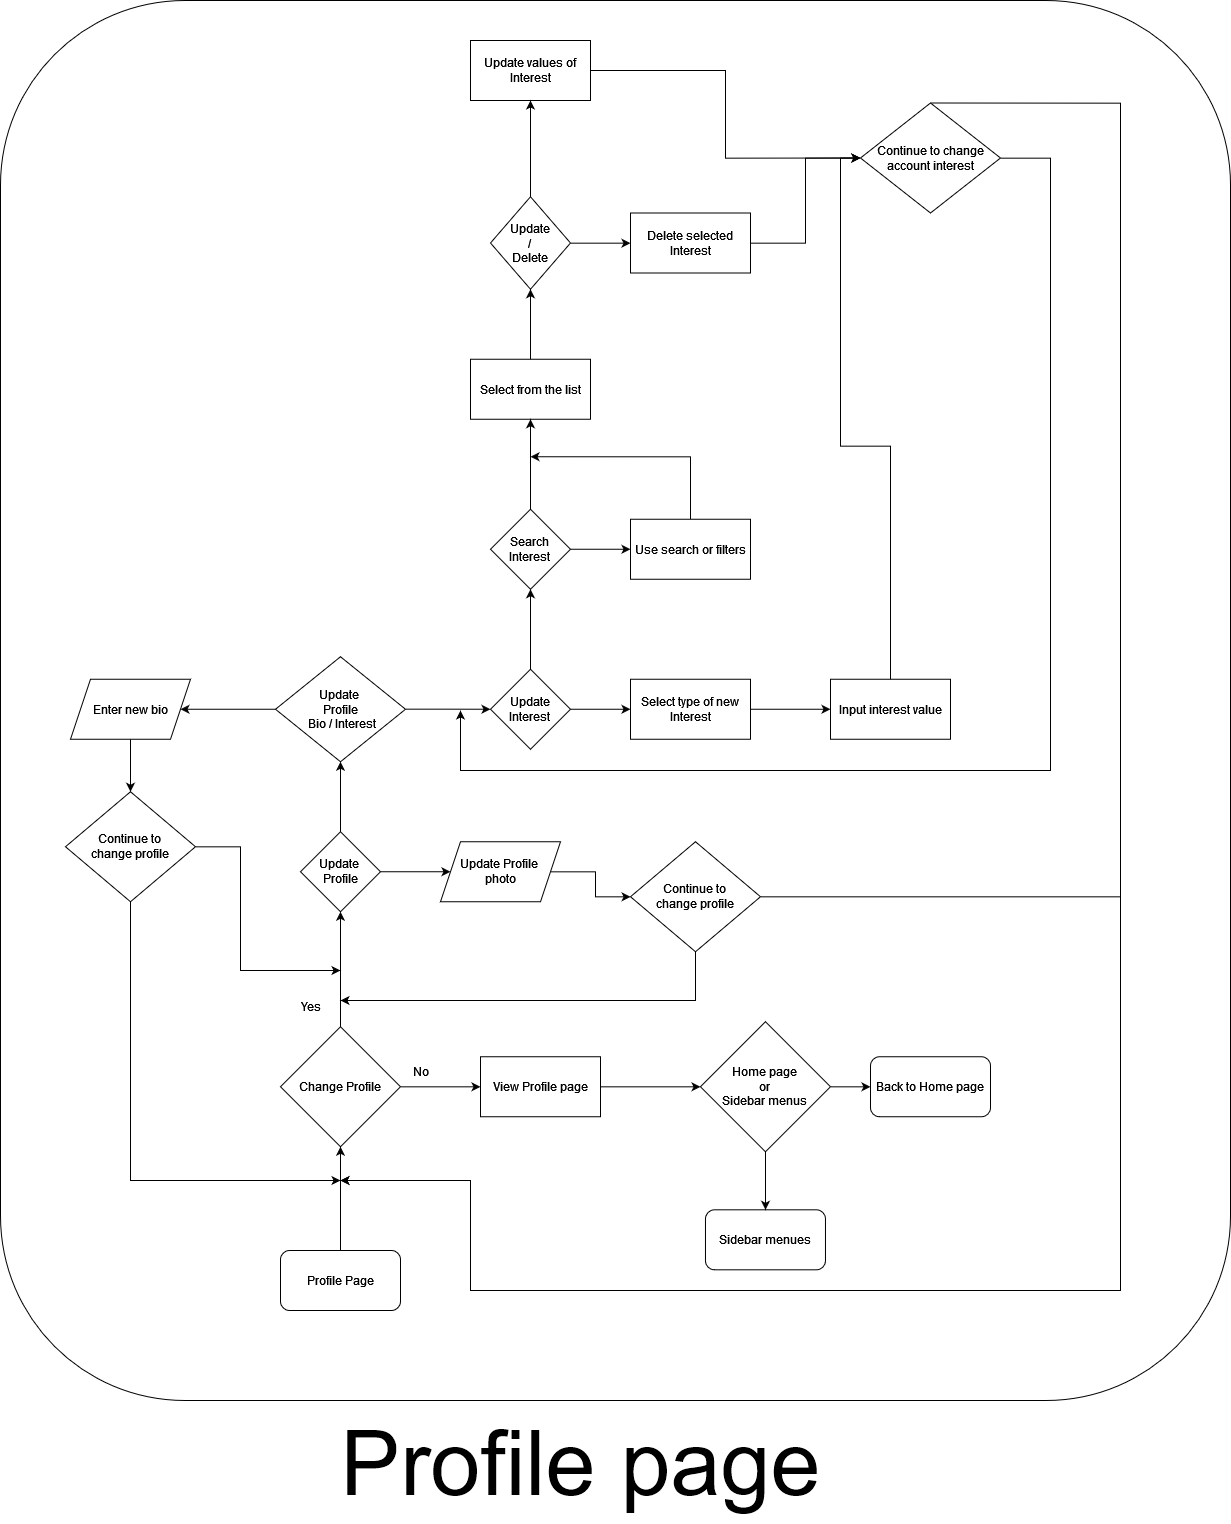 Update values of
Interest
Continue to change
account interest
Update
/
Delete
Delete selected
Interest
Select from the list
Search
Interest
Use search or filters
Enter new bio
Update
Profile
Bio / Interest
Update
Interest
Select type of new
Interest
Input interest value
Continue to
change profile
Update
Profile
Update Profile
photo
Continue to
change profile
Yes
Change Profile
No
View Profile page
Home page
or
Sidebar menus
Back to Home page
Sidebar menues
Profile Page
Profile page